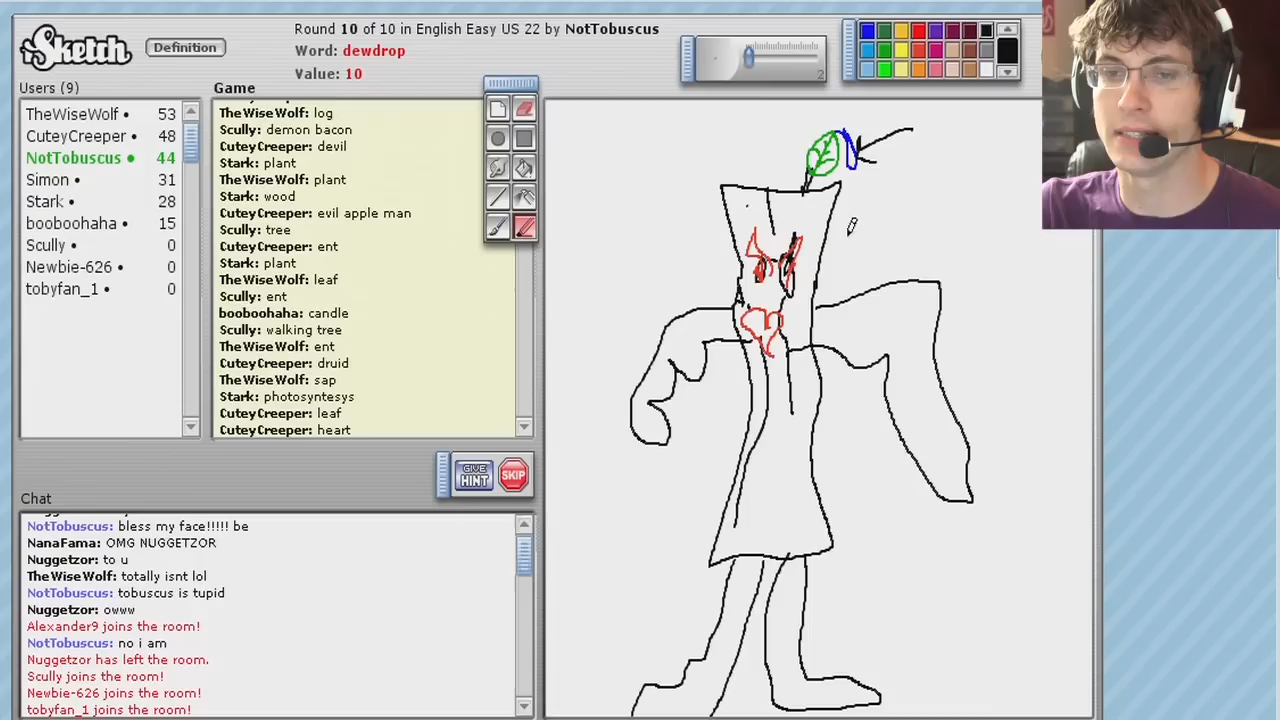 iSketch
Definition
Round 10 of 10 in English Easy US 22 by NotTobuscus
Word: dewdrop
Value: 10
2
Users (9)
TheWiseWolf • 53
CuteyCreeper • 48
NotTobuscus • 44
Simon • 31
Stark • 28
booboohaha • 15
Scully • 0
Newbie-626 • 0
tobyfan_1 • 0
Game
TheWiseWolf: log
Scully: demon bacon
CuteyCreeper: devil
Stark: plant
TheWiseWolf: plant
Stark: wood
CuteyCreeper: evil apple man
Scully: tree
CuteyCreeper: ent
Stark: plant
TheWiseWolf: leaf
Scully: ent
booboohaha: candle
Scully: walking tree
TheWiseWolf: ent
CuteyCreeper: druid
TheWiseWolf: sap
Stark: photosyntesys
CuteyCreeper: leaf
CuteyCreeper: heart
GIVE HINT
SKIP
Chat
NotTobuscus: bless my face!!!!! be
NanaFama: OMG NUGGETZOR
Nuggetzor: to u
TheWiseWolf: totally isnt lol
NotTobuscus: tobuscus is tupid
Nuggetzor: owww
Alexander9 joins the room!
NotTobuscus: no i am
Nuggetzor has left the room.
Scully joins the room!
Newbie-626 joins the room!
tobyfan_1 joins the room!